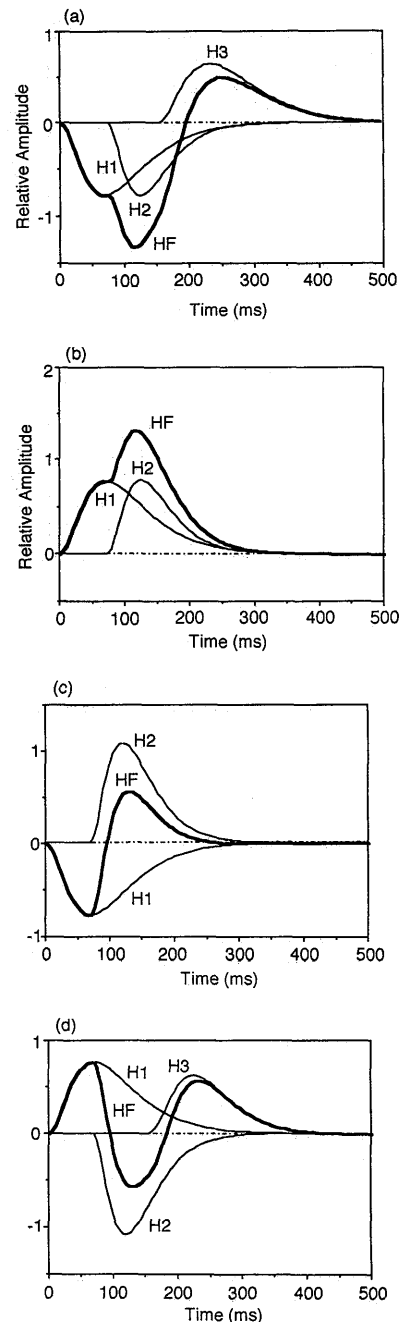 (a)
1
H3
0
H1
H2
-1
HF
Relative Amplitude
0 100 200 300 400 500
Time (ms)
(b)
2
HF
1
H2
H1
0
Relative Amplitude
0 100 200 300 400 500
Time (ms)
(c)
H2
1
HF
0
H1
-1
0 100 200 300 400 500
Time (ms)
(d)
1
H1
H3
HF
0
H2
-1
0 100 200 300 400 500
Time (ms)